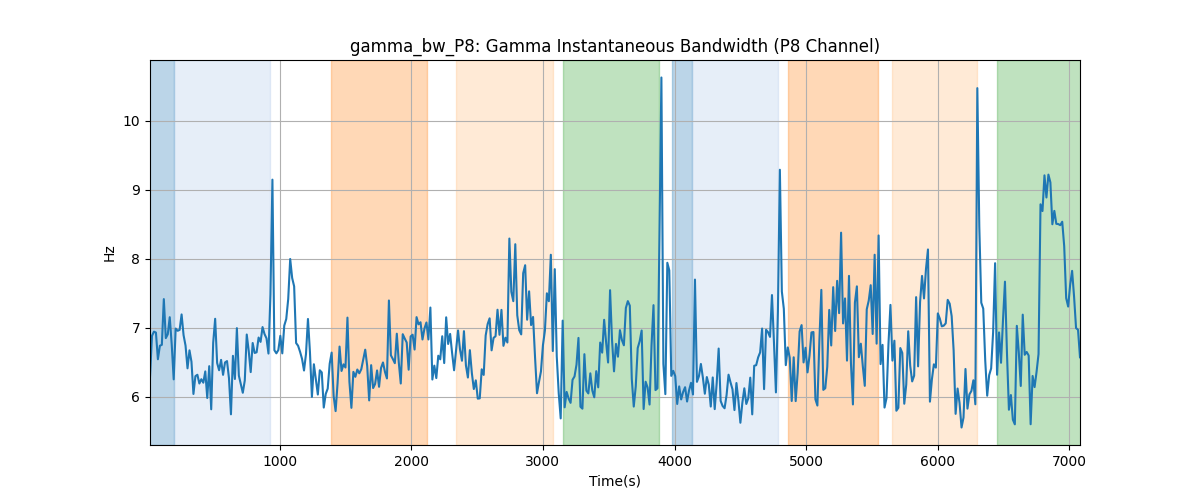 gamma_bw_P8: Gamma Instantaneous Bandwidth (P8 Channel)
Hz
10
9
8
7
6
1000 2000 3000 4000 5000 6000 7000
Time(s)